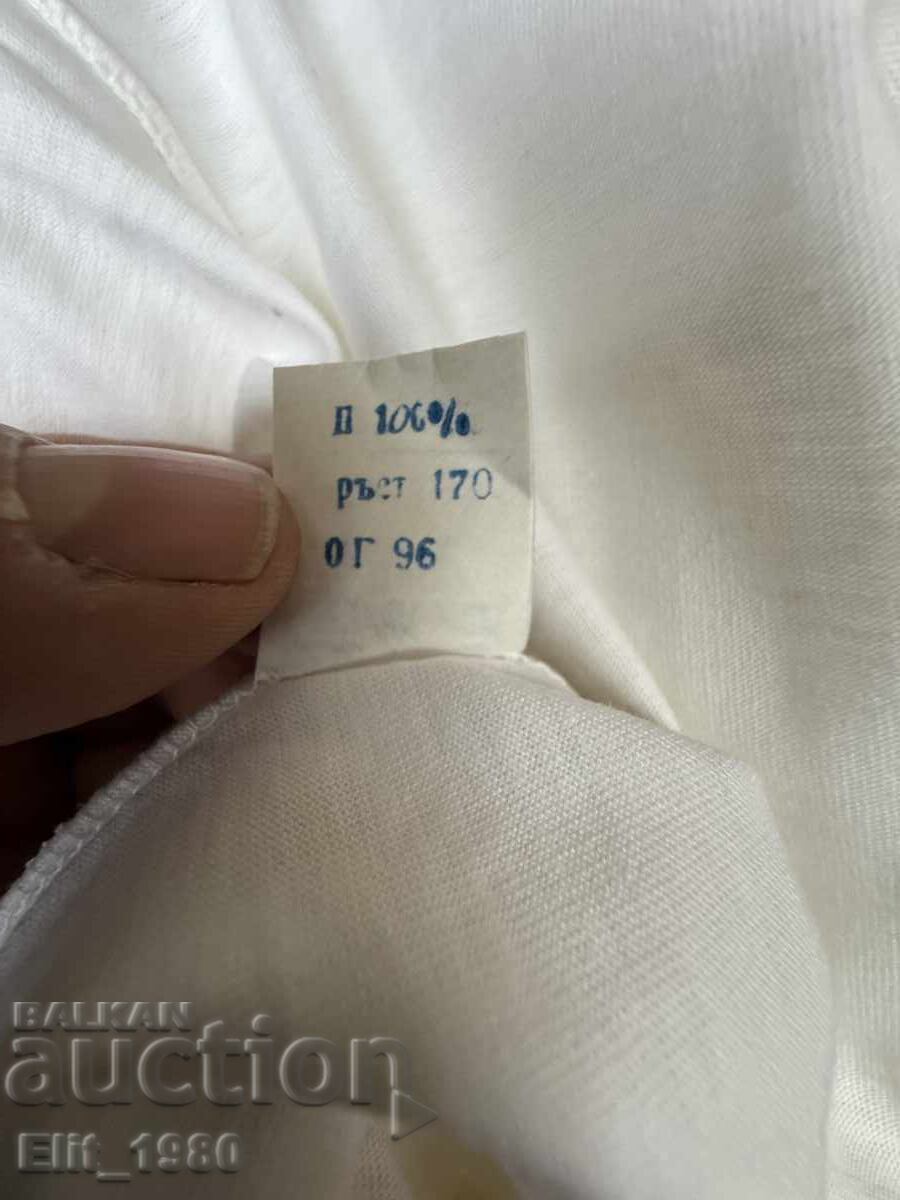 П 100%
ръст 170
ОГ 96
BALKAN
auction
Elit_1980